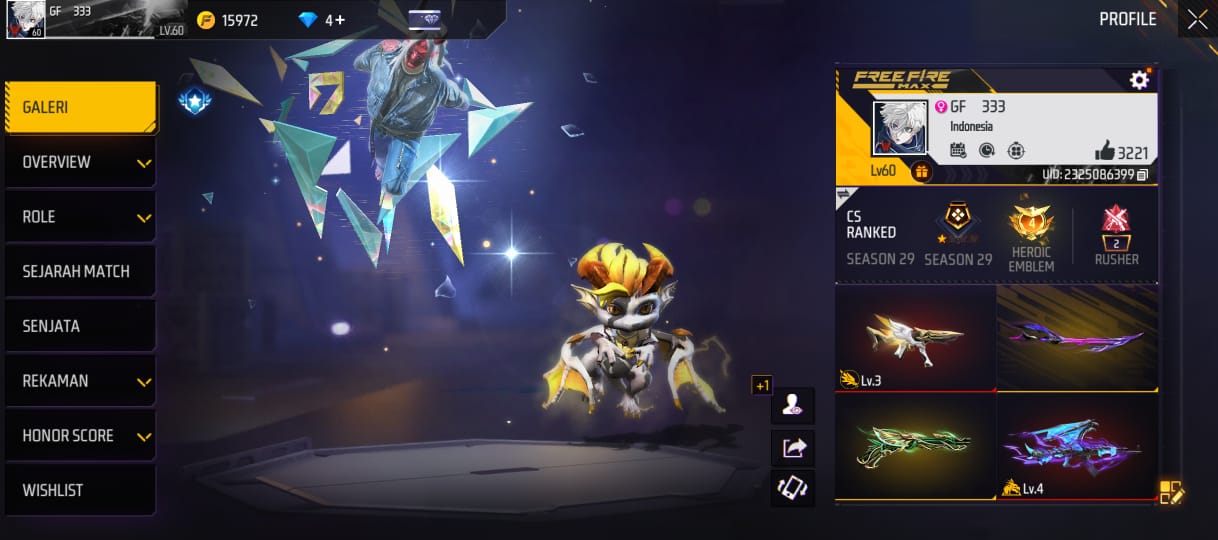 GF 333
60
LV.60
15972
4+
PROFILE
GALERI
OVERVIEW
ROLE
SEJARAH MATCH
SENJATA
REKAMAN
HONOR SCORE
WISHLIST
+1
FREE FIRE
MAX
GF 333
Indonesia
3221
Lv60
UID: 2325086399
CS
RANKED
SEASON 29
SEASON 29
4
HEROIC
EMBLEM
2
RUSHER
Lv.3
Lv.4